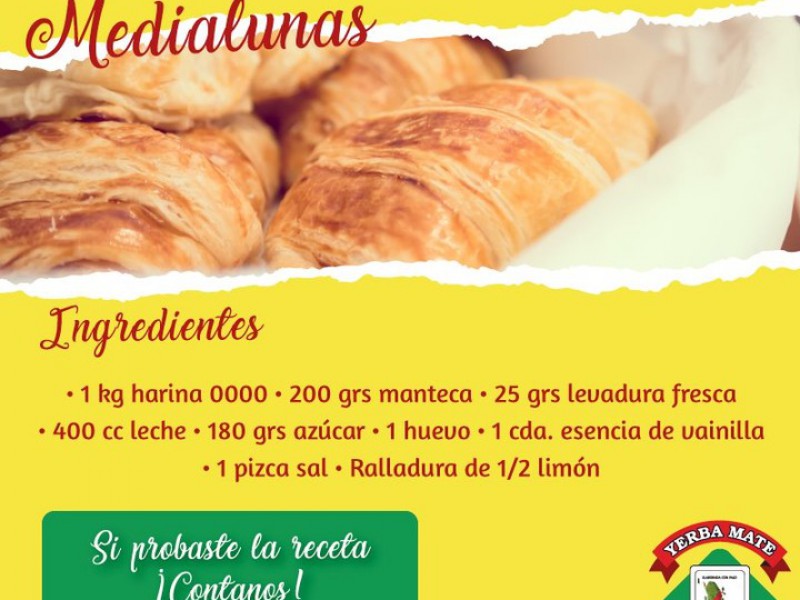 Medialunas
Ingredientes
• 1 kg harina 0000 • 200 grs manteca • 25 grs levadura fresca
• 400 cc leche • 180 grs azúcar • 1 huevo • 1 cda. esencia de vainilla
• 1 pizca sal • Ralladura de 1/2 limón
Si probaste la receta
¡Contanos!
YERBA MATE